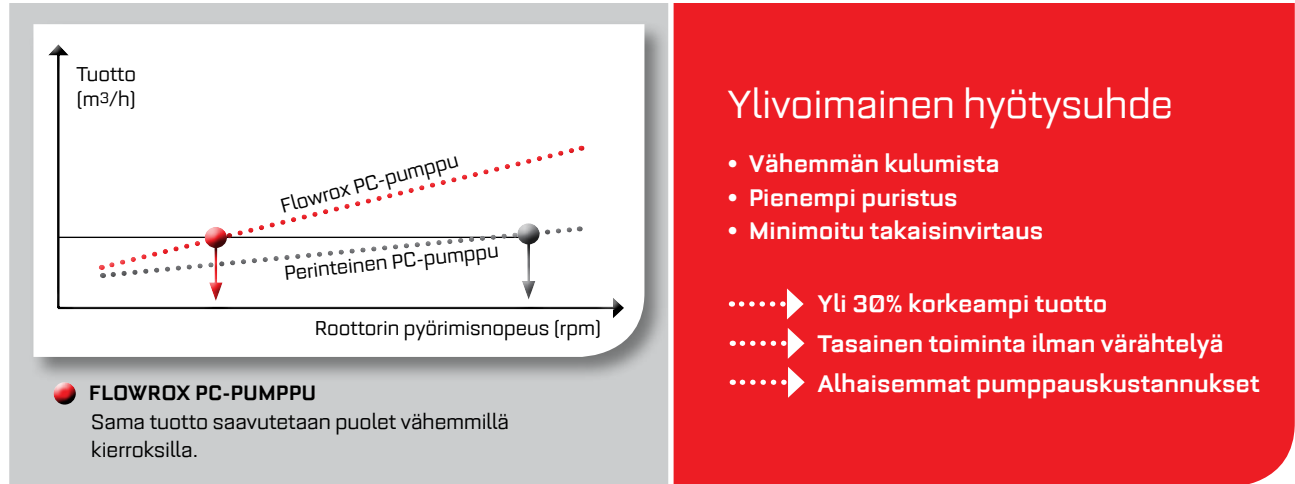 Tuotto
(m3/h)
Flowrox PC-pumppu
Perinteinen PC-pumppu
Roottorin pyörimisnopeus (rpm)
FLOWROX PC-PUMPPU
Sama tuotto saavutetaan puolet vähemmillä
kierroksilla.
Ylivoimainen hyötysuhde
• Vähemmän kulumista
• Pienempi puristus
• Minimoitu takaisinvirtaus
Yli 30% korkeampi tuotto
Tasainen toiminta ilman värähtelyä
Alhaisemmat pumppauskustannukset